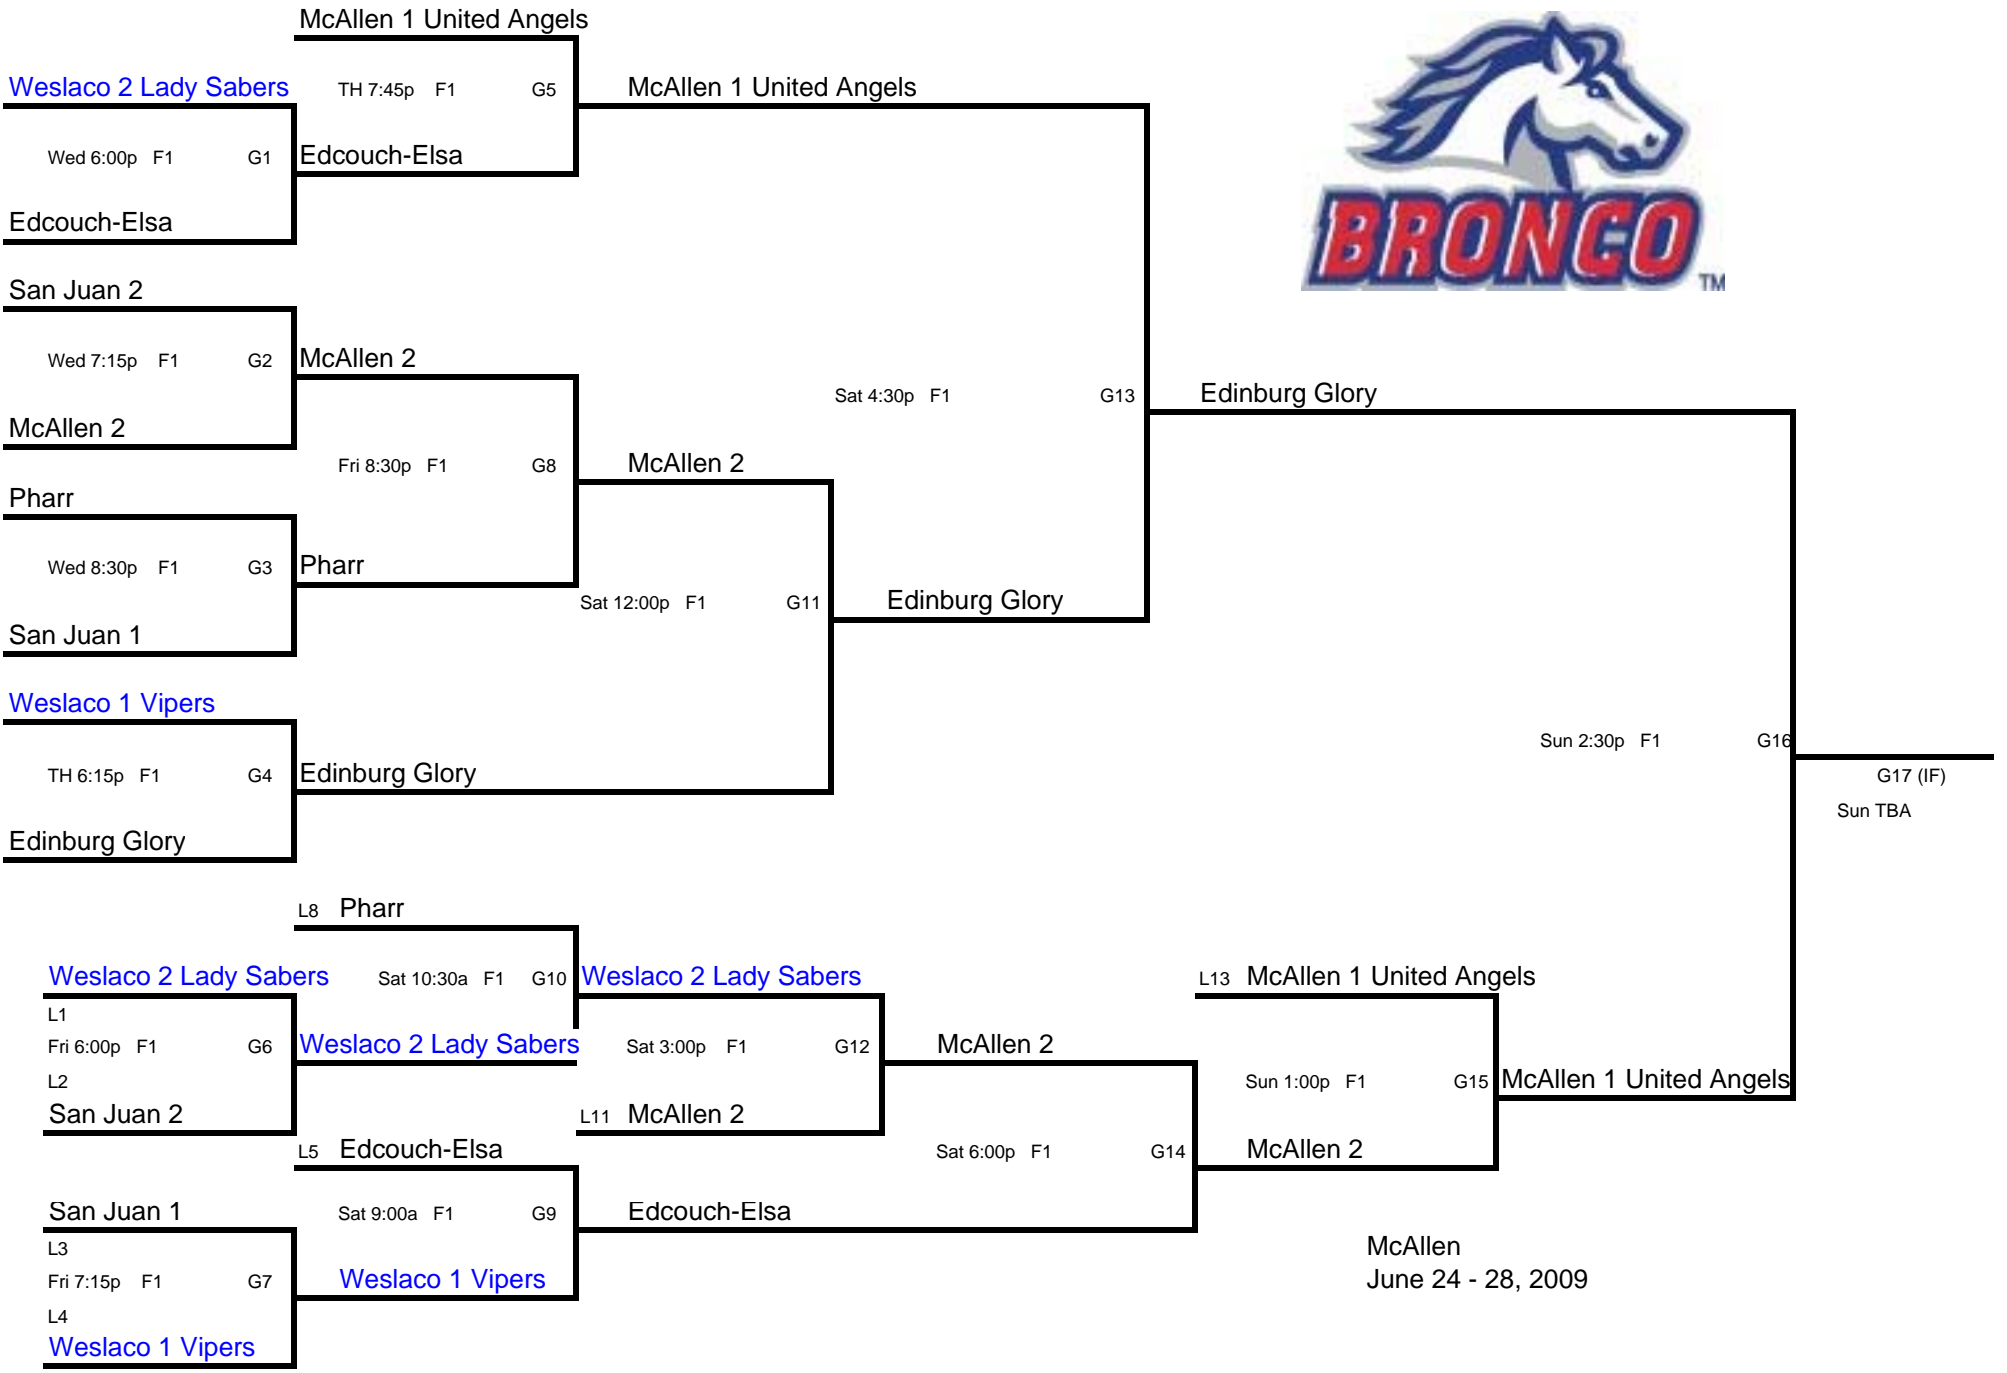 McAllen 1 United Angels
Weslaco 2 Lady Sabers
TH 7:45p F1 G5
McAllen 1 United Angels
Wed 6:00p F1 G1
Edcouch-Elsa
Edcouch-Elsa
BRONCO
TM
San Juan 2
Wed 7:15p F1 G2
McAllen 2
Sat 4:30p F1 G13
Edinburg Glory
McAllen 2
Fri 8:30p F1 G8
McAllen 2
Pharr
Wed 8:30p F1 G3
Pharr
Sat 12:00p F1 G11
Edinburg Glory
San Juan 1
Weslaco 1 Vipers
Sun 2:30p F1 G16
TH 6:15p F1 G4
Edinburg Glory
G17 (IF)
Sun TBA
Edinburg Glory
L8 Pharr
Weslaco 2 Lady Sabers
Sat 10:30a F1 G10
Weslaco 2 Lady Sabers
L13 McAllen 1 United Angels
L1
Fri 6:00p F1 G6
Weslaco 2 Lady Sabers
Sat 3:00p F1 G12
McAllen 2
L2
Sun 1:00p F1 G15
McAllen 1 United Angels
San Juan 2
L11 McAllen 2
L5 Edcouch-Elsa
Sat 6:00p F1 G14
McAllen 2
San Juan 1
Sat 9:00a F1 G9
Edcouch-Elsa
L3
Fri 7:15p F1 G7
Weslaco 1 Vipers
L4
Weslaco 1 Vipers
McAllen
June 24 - 28, 2009